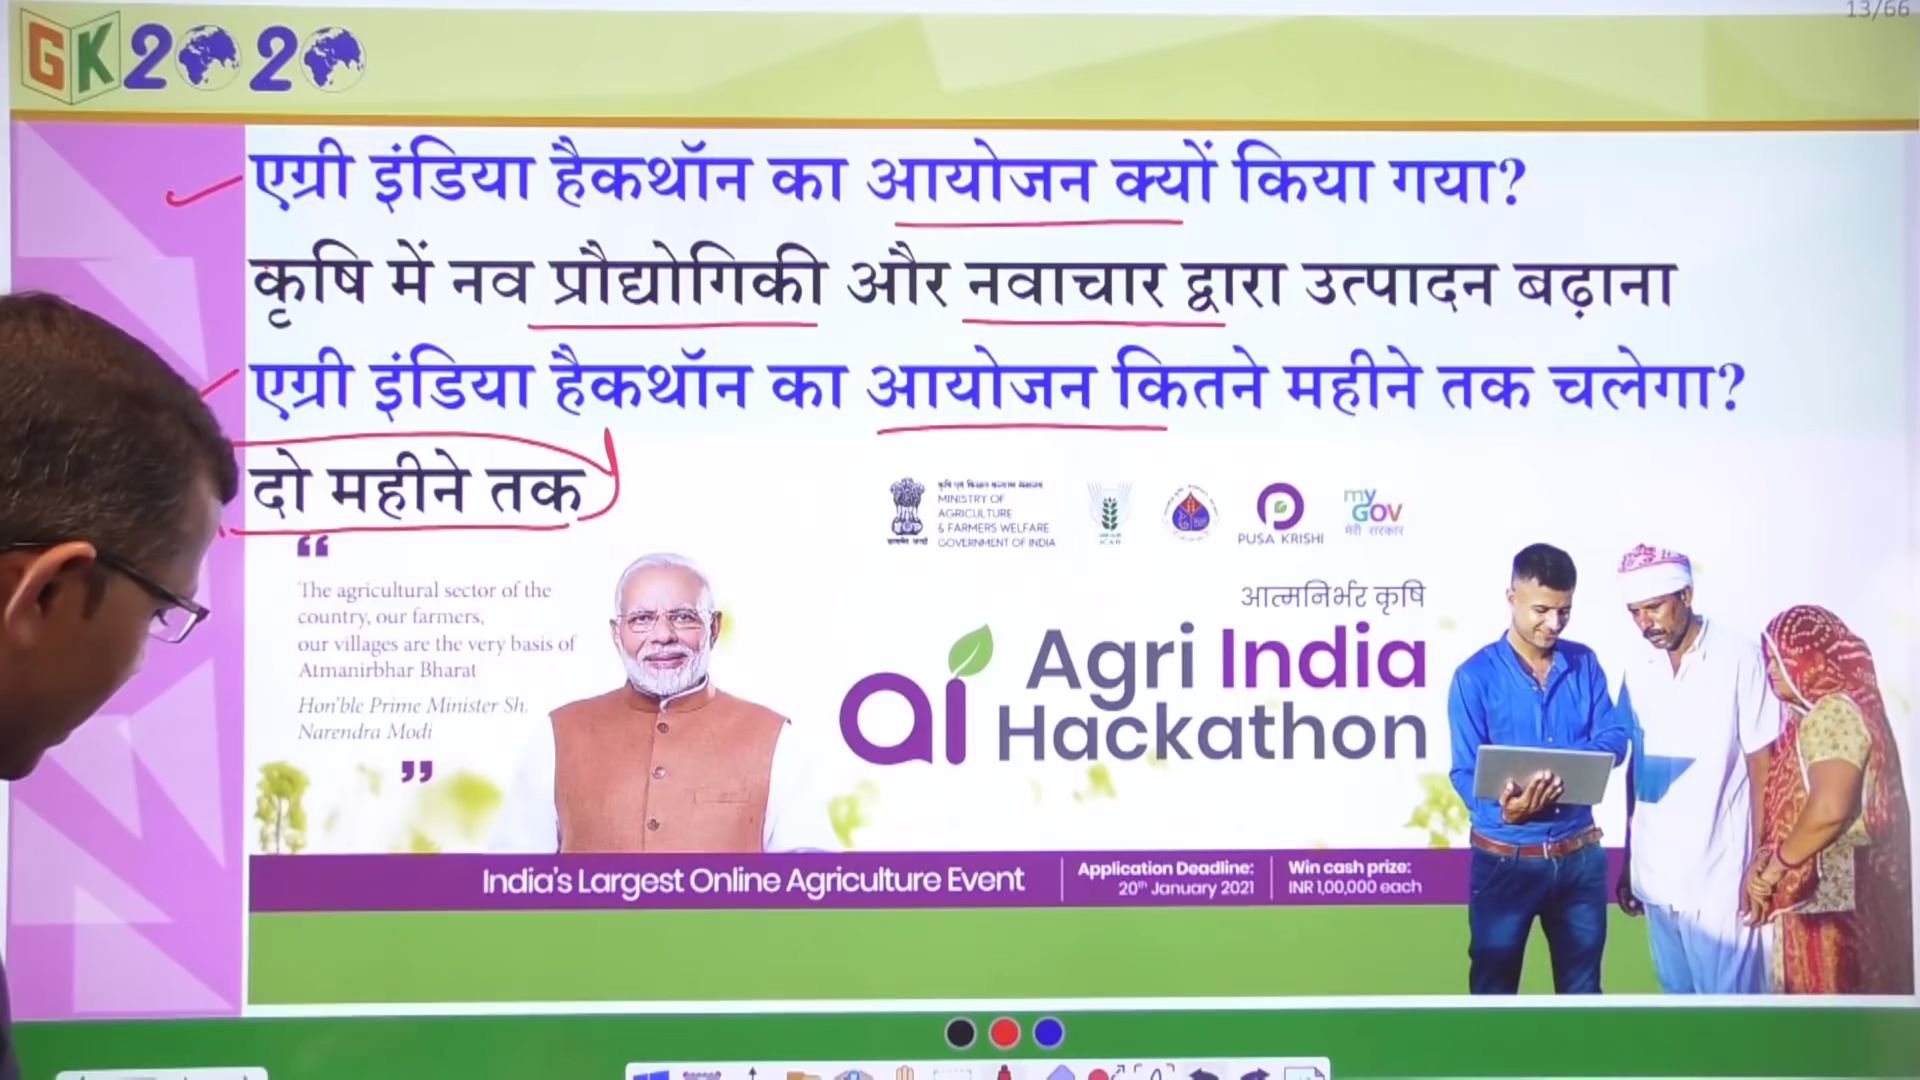 13/66
GK2020
एग्री इंडिया हैकथॉन का आयोजन क्यों किया गया?
कृषि में नव प्रौद्योगिकी और नवाचार द्वारा उत्पादन बढ़ाना
एग्री इंडिया हैकथॉन का आयोजन कितने महीने तक चलेगा?
दो महीने तक
MINISTRY OF
AGRICULTURE
& FARMERS WELFARE
GOVERNMENT OF INDIA
ICAR
PUSA KRISHI
my
GOV
मेरी सरकार
“
The agricultural sector of the
country, our farmers,
our villages are the very basis of
Atmanirbhar Bharat
Hon'ble Prime Minister Sh.
Narendra Modi
”
आत्मनिर्भर कृषि
ai Agri India
Hackathon
India's Largest Online Agriculture Event
Application Deadline:
20th January 2021
Win cash prize:
INR 1,00,000 each